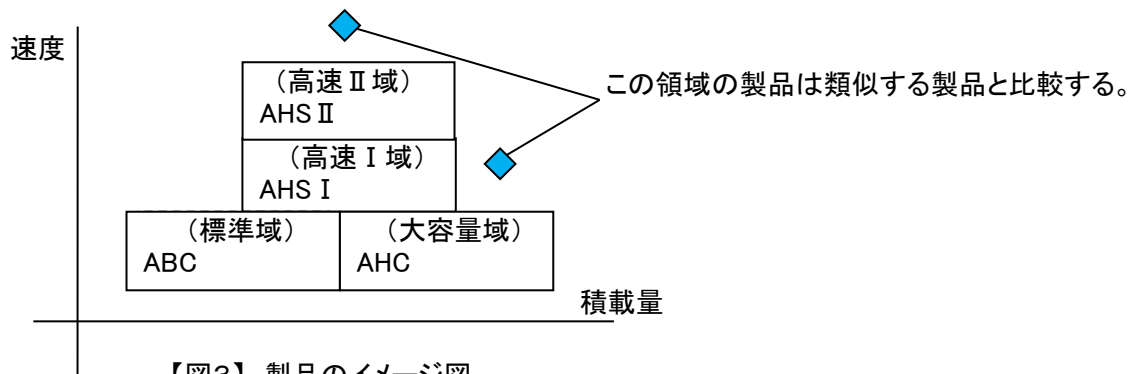 速度
（高速Ⅱ域）
AHSⅡ
この領域の製品は類似する製品と比較する。
（高速Ⅰ域）
AHSⅠ
（標準域）
ABC
（大容量域）
AHC
積載量
【図3】 製品のイメージ図